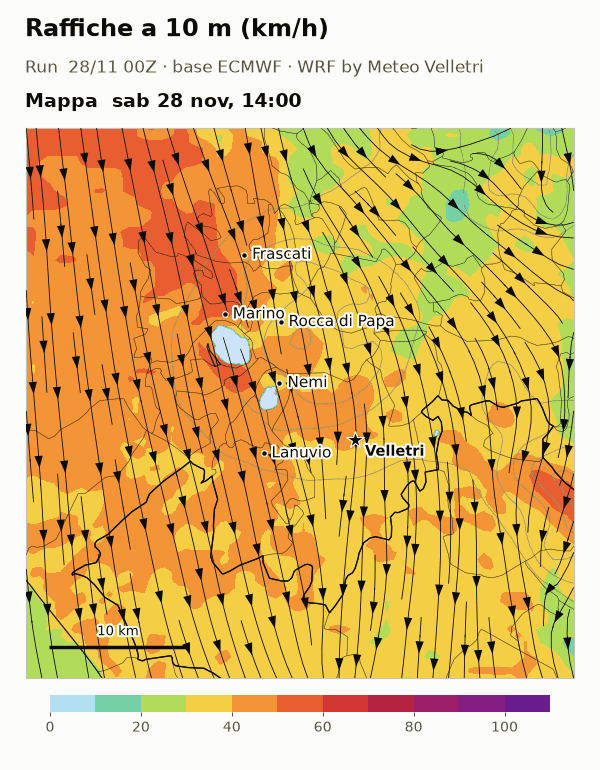 Raffiche a 10 m (km/h)
Run  28/11 00Z · base ECMWF · WRF by Meteo Velletri
Mappa  sab 28 nov, 14:00
Frascati
Marino
Rocca di Papa
Nemi
Velletri
Lanuvio
10 km
0 20 40 60 80 100